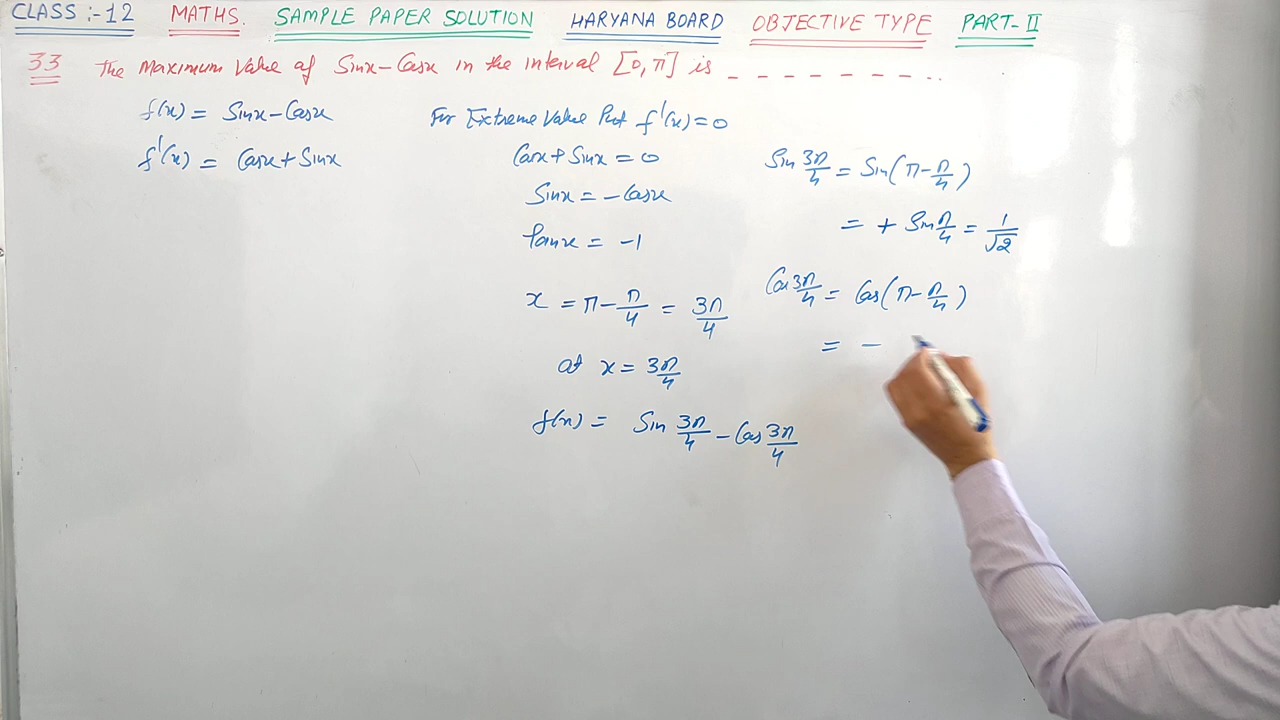 CLASS :- 12 MATHS. SAMPLE PAPER SOLUTION HARYANA BOARD OBJECTIVE TYPE PART-II
33 The Maximum Value of Sinx-Cosx in the interval [0,π] is _ _ _ _ _ _ _ _ _ ..
f(x) = Sinx-Cosx
f'(x) = Cosx+Sinx
For Extreme Value Put f'(x)=0
Cosx+Sinx = 0
Sinx = -Cosx
tanx = -1
x = π-π/4 = 3π/4
at x = 3π/4
f(x) = Sin 3π/4 - Cos 3π/4
Sin 3π/4 = Sin(π-π/4)
= + Sin π/4 = 1/√2
Cos 3π/4 = Cos(π-π/4)
= -